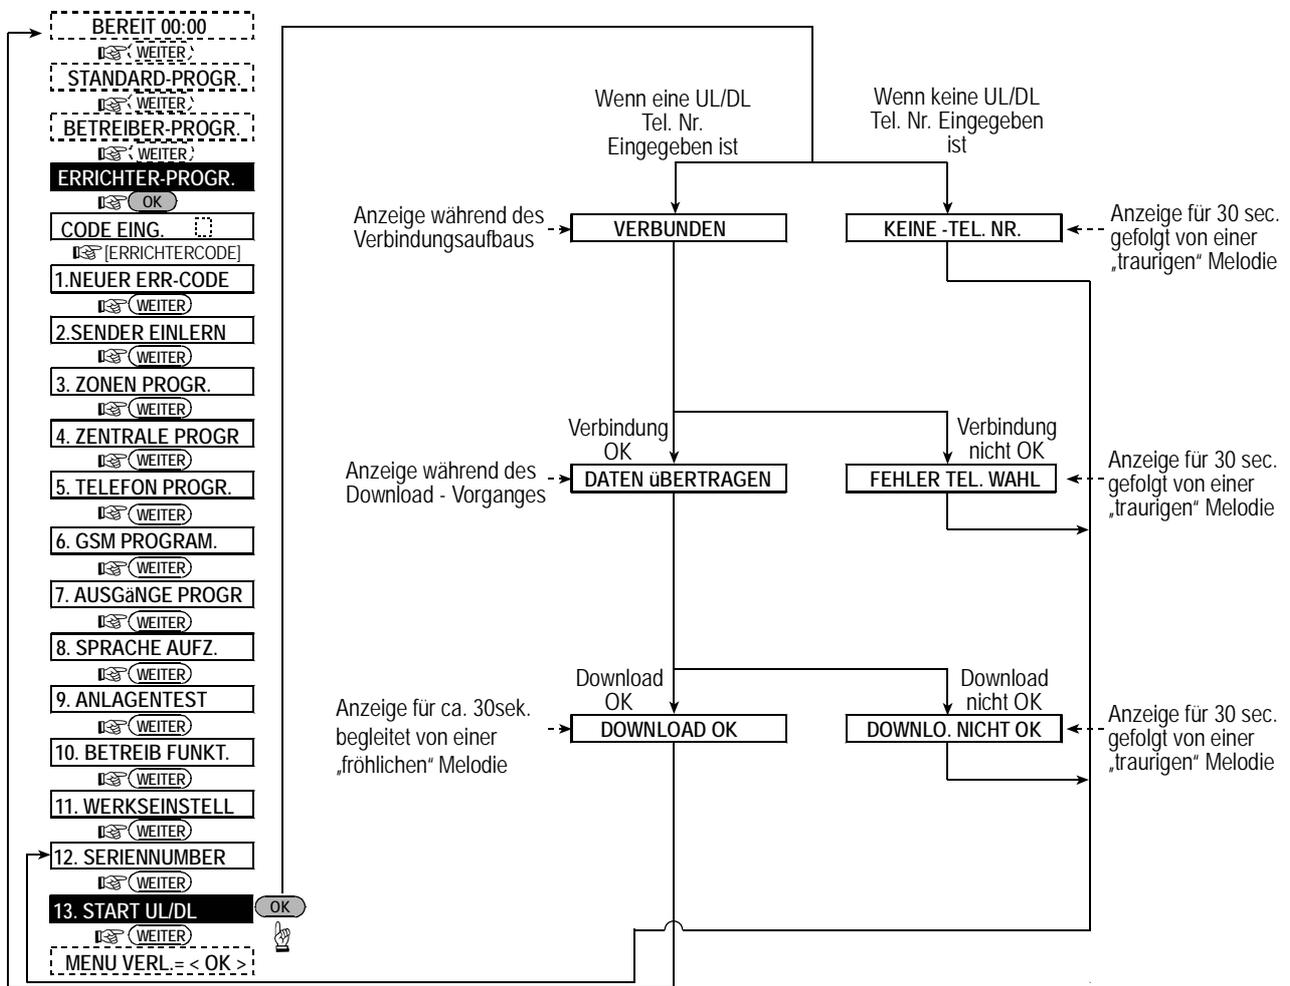 BEREIT 00:00
WEITER
STANDARD-PROGR.
WEITER
BETREIBER-PROGR.
WEITER
ERRICHTER-PROGR.
OK
CODE EING.
[ERRICHTERCODE]
1.NEUER ERR-CODE
WEITER
2.SENDER EINLERN
WEITER
3. ZONEN PROGR.
WEITER
4. ZENTRALE PROGR
WEITER
5. TELEFON PROGR.
WEITER
6. GSM PROGRAM.
WEITER
7. AUSGäNGE PROGR
WEITER
8. SPRACHE AUFZ.
WEITER
9. ANLAGENTEST
WEITER
10. BETREIB FUNKT.
WEITER
11. WERKSEINSTELL
WEITER
12. SERIENNUMBER
WEITER
13. START UL/DL
OK
WEITER
MENU VERL.= < OK >
Wenn eine UL/DL
Tel. Nr.
Eingegeben ist
Wenn keine UL/DL
Tel. Nr. Eingegeben
ist
Anzeige während des
Verbindungsaufbaus
VERBUNDEN
KEINE -TEL. NR.
Anzeige für 30 sec.
gefolgt von einer
„traurigen“ Melodie
Verbindung
OK
Verbindung
nicht OK
Anzeige während des
Download - Vorganges
DATEN üBERTRAGEN
FEHLER TEL. WAHL
Anzeige für 30 sec.
gefolgt von einer
„traurigen“ Melodie
Download
OK
Download
nicht OK
Anzeige für ca. 30sek.
begleitet von einer
„fröhlichen“ Melodie
DOWNLOAD OK
DOWNLO. NICHT OK
Anzeige für 30 sec.
gefolgt von einer
„traurigen“ Melodie